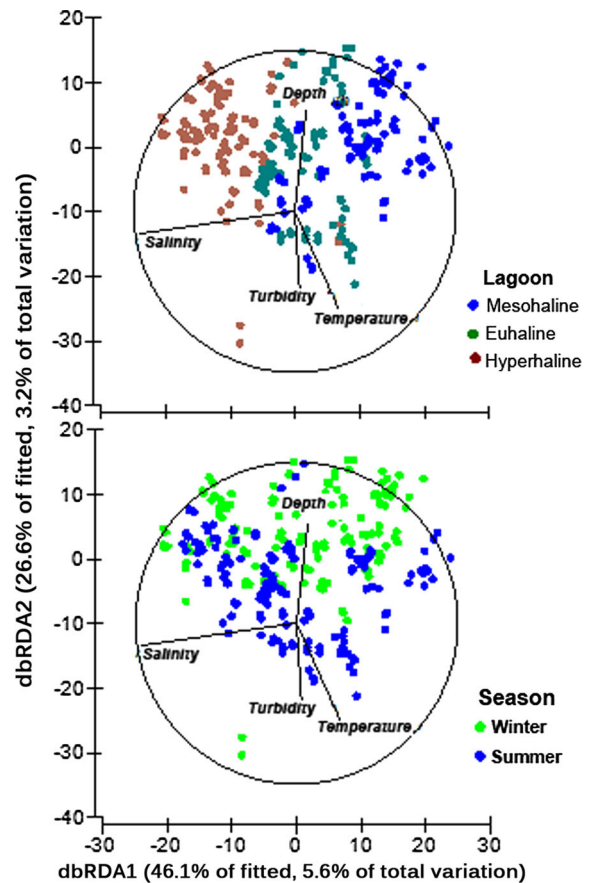 20
10
0
-10
-20
-30
-40
Depth
Salinity
Turbidity
Temperature
Lagoon
Mesohaline
Euhaline
Hyperhaline
dbRDA2 (26.6% of fitted, 3.2% of total variation)
20
10
0
-10
-20
-30
-40
Depth
Salinity
Turbidity
Temperature
Season
Winter
Summer
-30 -20 -10 0 10 20 30
dbRDA1 (46.1% of fitted, 5.6% of total variation)